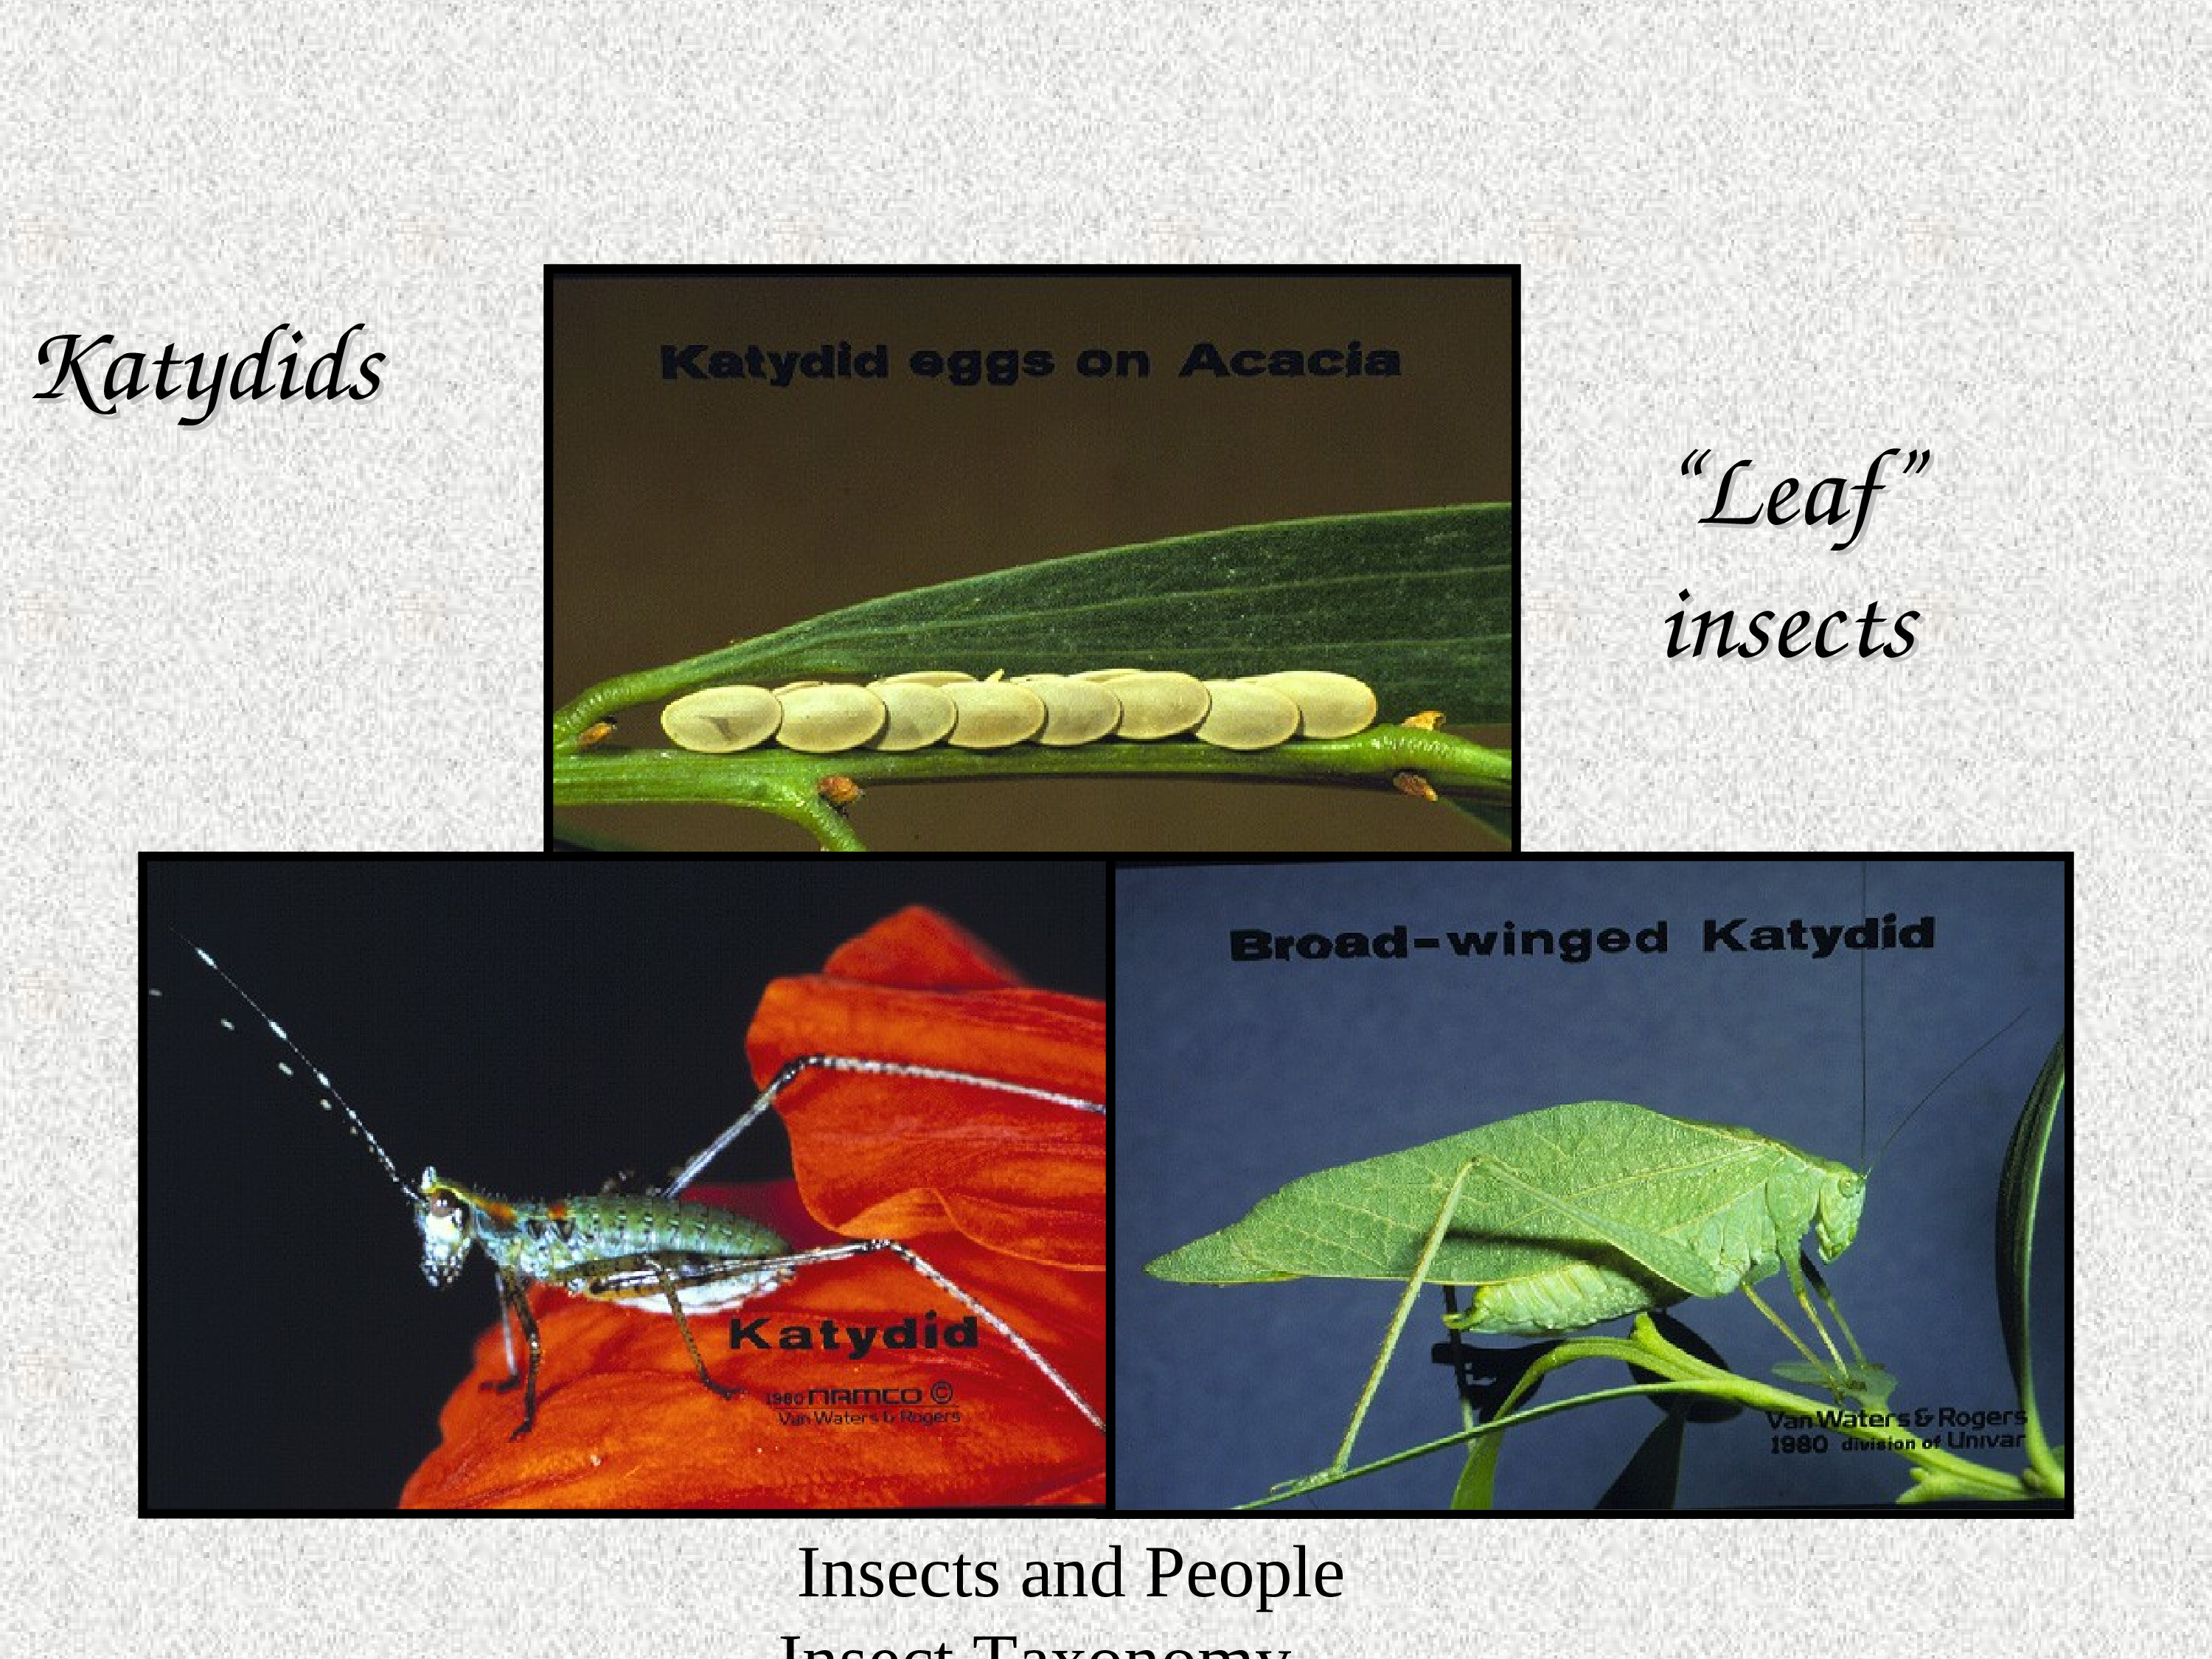 Katydids
Katydid eggs on Acacia
“Leaf”
insects
Broad-winged Katydid
Katydid
1980 NAMCO ©
Van Waters & Rogers
Van Waters & Rogers
1980 division of Univar
Insects and People
Insect Taxonomy